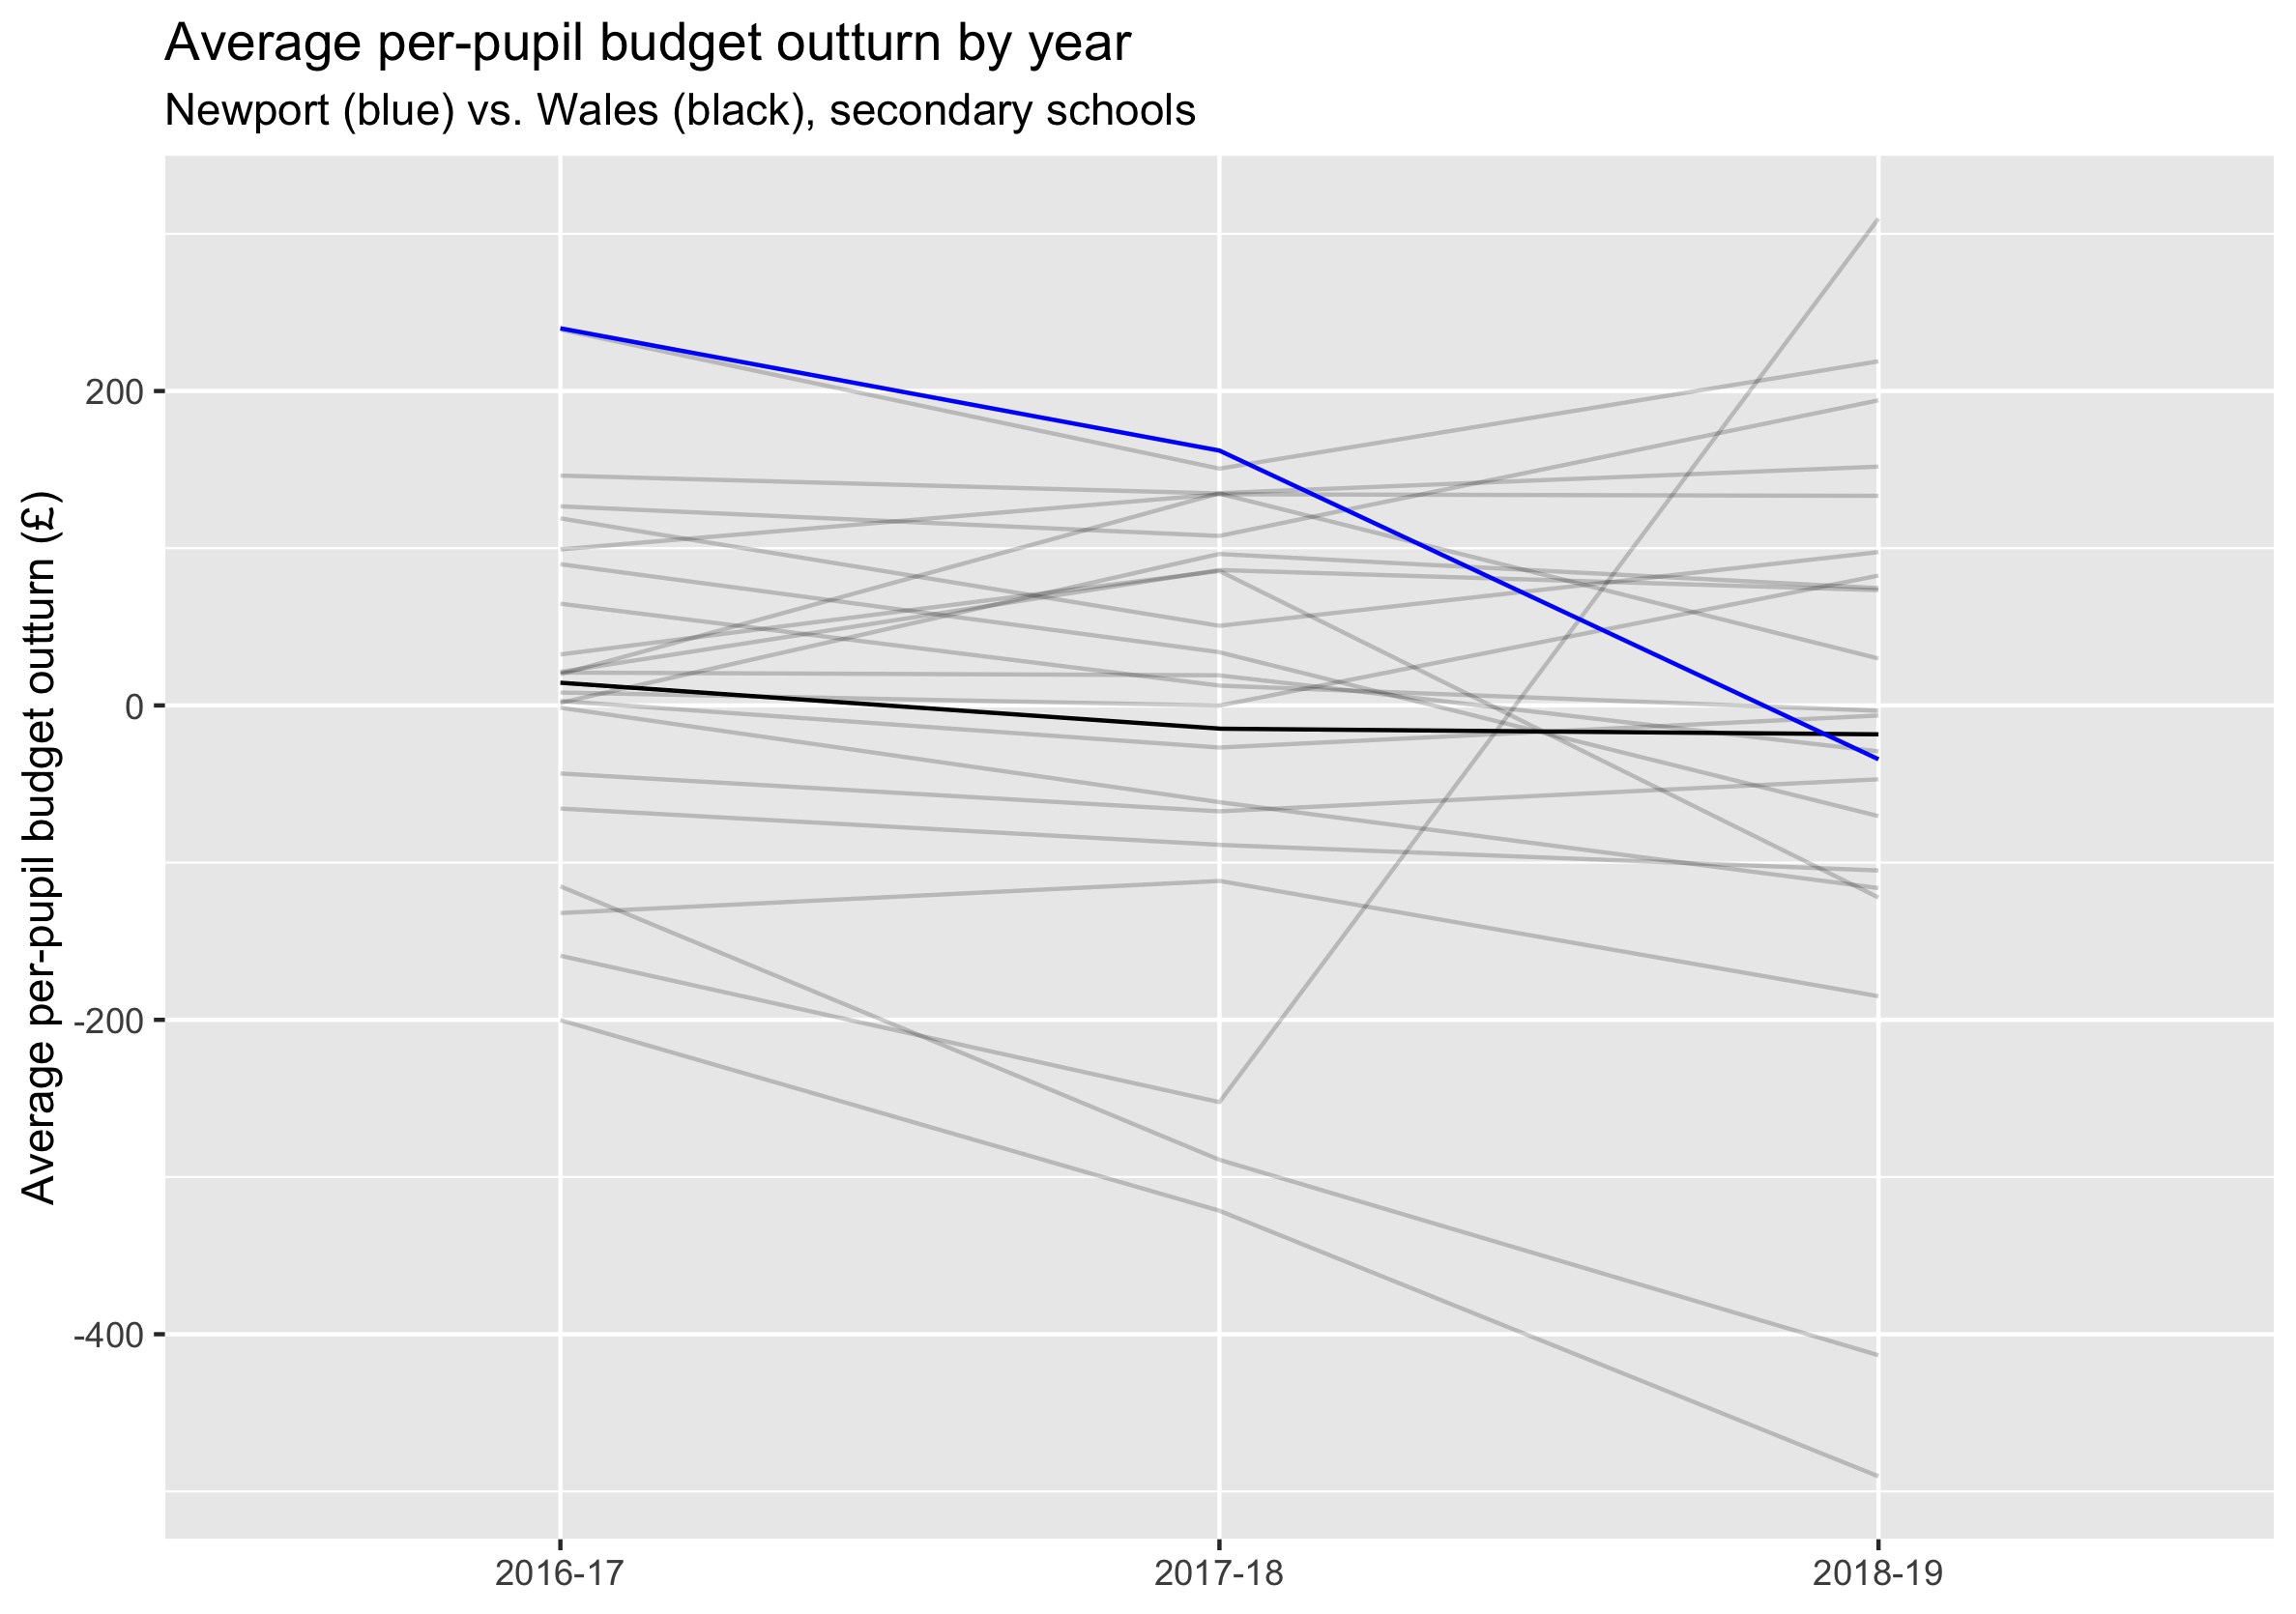 Average per-pupil budget outturn by year
Newport (blue) vs. Wales (black), secondary schools
Average per-pupil budget outturn (£)
200
0
-200
-400
2016-17
2017-18
2018-19